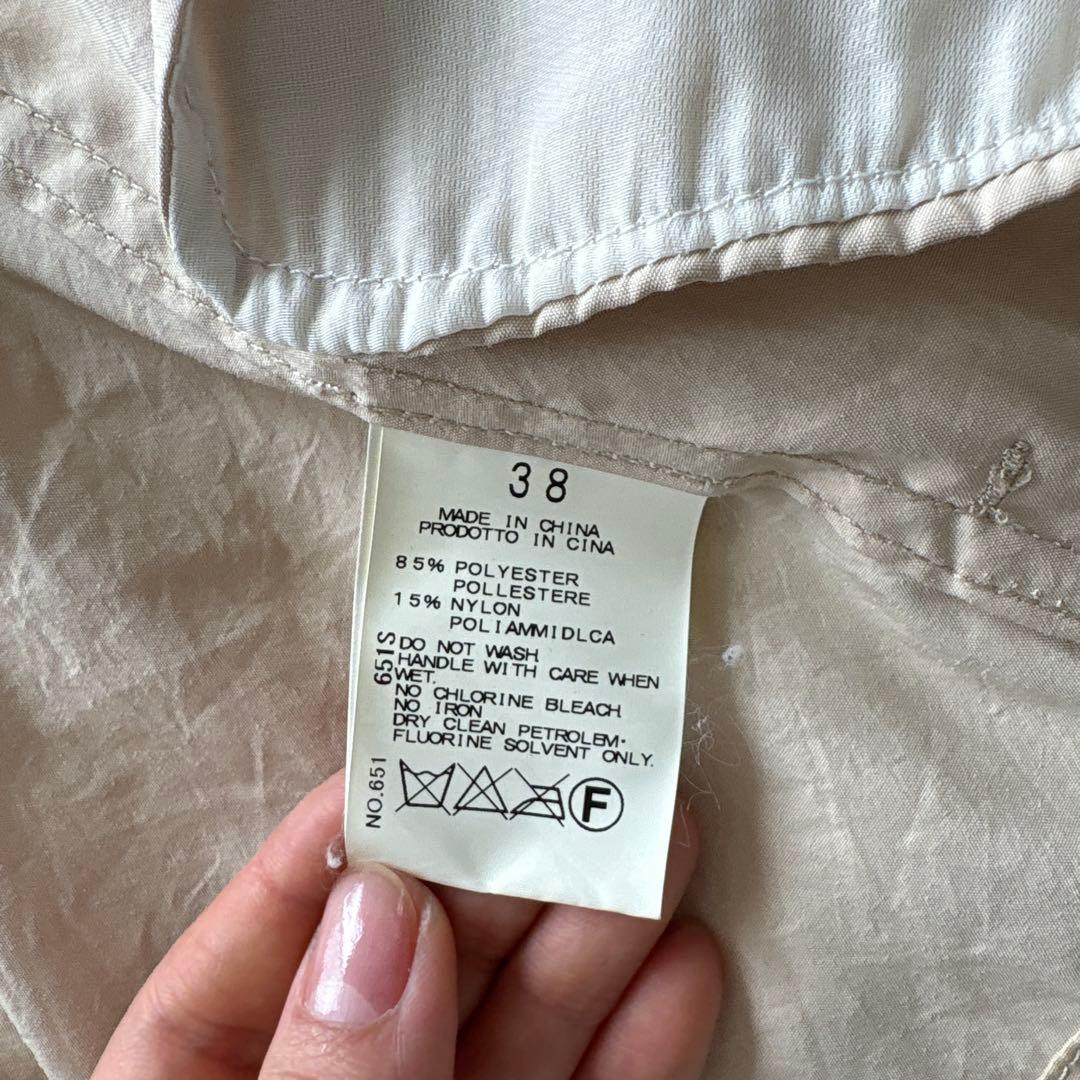 38
MADE IN CHINA
PRODOTTO IN CINA
85% POLYESTER
POLLESTERE
15% NYLON
POLIAMMIDLCA
DO NOT WASH
HANDLE WITH CARE WHEN
WET.
NO CHLORINE BLEACH
NO IRON
DRY CLEAN PETROLEM·
FLUORINE SOLVENT ONLY.
651S
NO.651
F